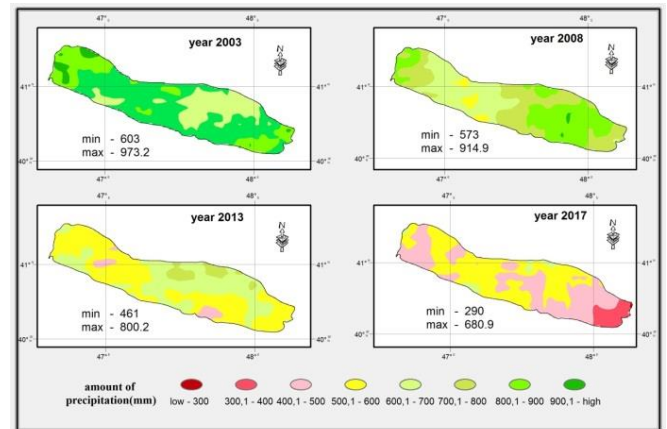 year 2003
47°,
48°,
N
41°
40°
min - 603
max - 973.2
47°,
48°,
41°
40°
year 2008
47°,
48°,
N
41°
40°
min - 573
max - 914.9
47°,
48°,
41°
40°
year 2013
47°,
48°,
N
41°
40°
min - 461
max - 800.2
47°,
48°,
41°
40°
year 2017
47°,
48°,
N
41°
40°
min - 290
max - 680.9
47°,
48°,
41°
40°
amount of
precipitation(mm)
low - 300
300,1 - 400
400,1 - 500
500,1 - 600
600,1 - 700
700,1 - 800
800,1 - 900
900,1 - high